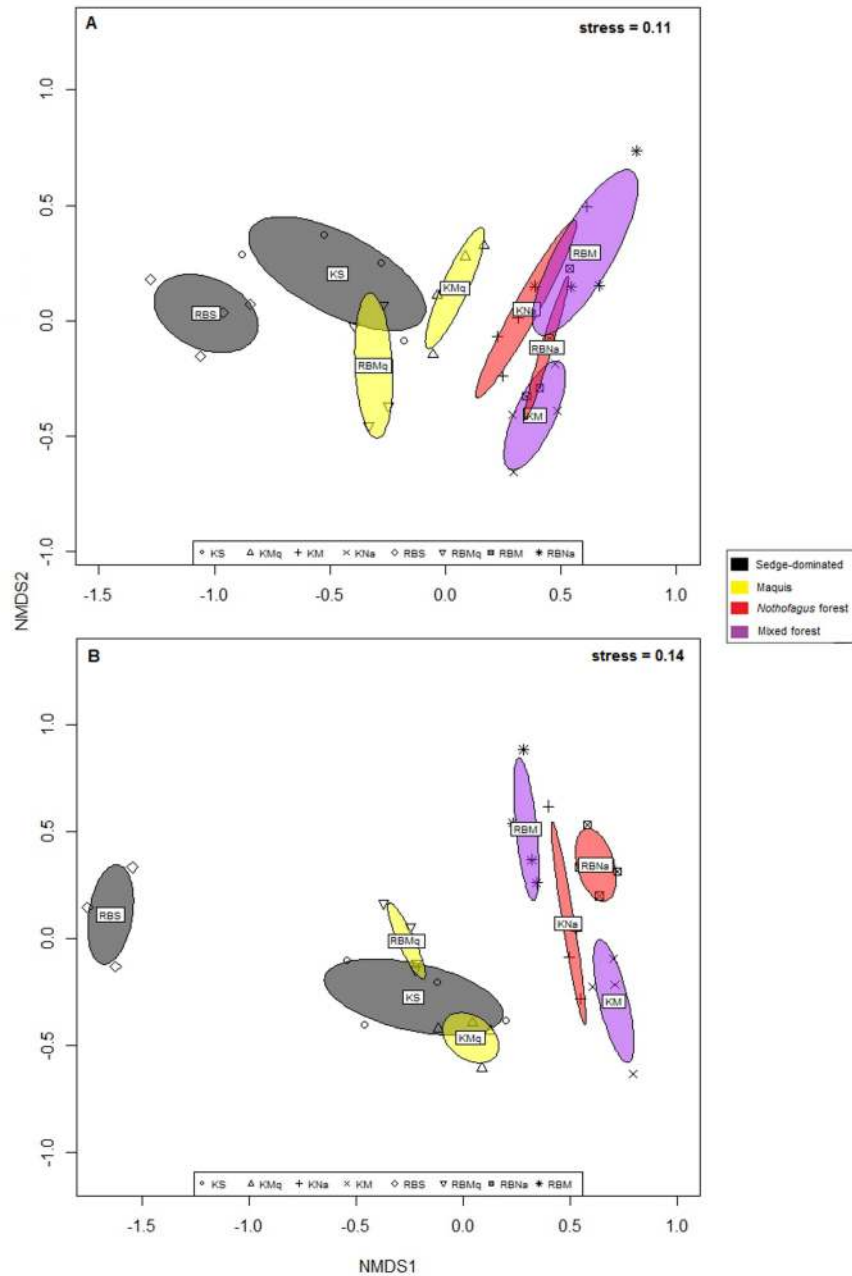 A
stress = 0.11
1.0
0.5
0.0
-0.5
-1.0
KS
RBS
KMq
RBMq
RBM
KNa
RBNa
KM
KS KMq KM KNa RBS RBMq RBM RBNa
-1.5 -1.0 -0.5 0.0 0.5 1.0
NMDS2
Sedge-dominated
Maquis
Nothofagus forest
Mixed forest
B
stress = 0.14
1.0
0.5
0.0
-0.5
-1.0
RBM
RBNa
RBS
KNa
RBMq
KS
KM
KMq
KS KMq KNa KM RBS RBMq RBNa RBM
-1.5 -1.0 -0.5 0.0 0.5 1.0
NMDS1